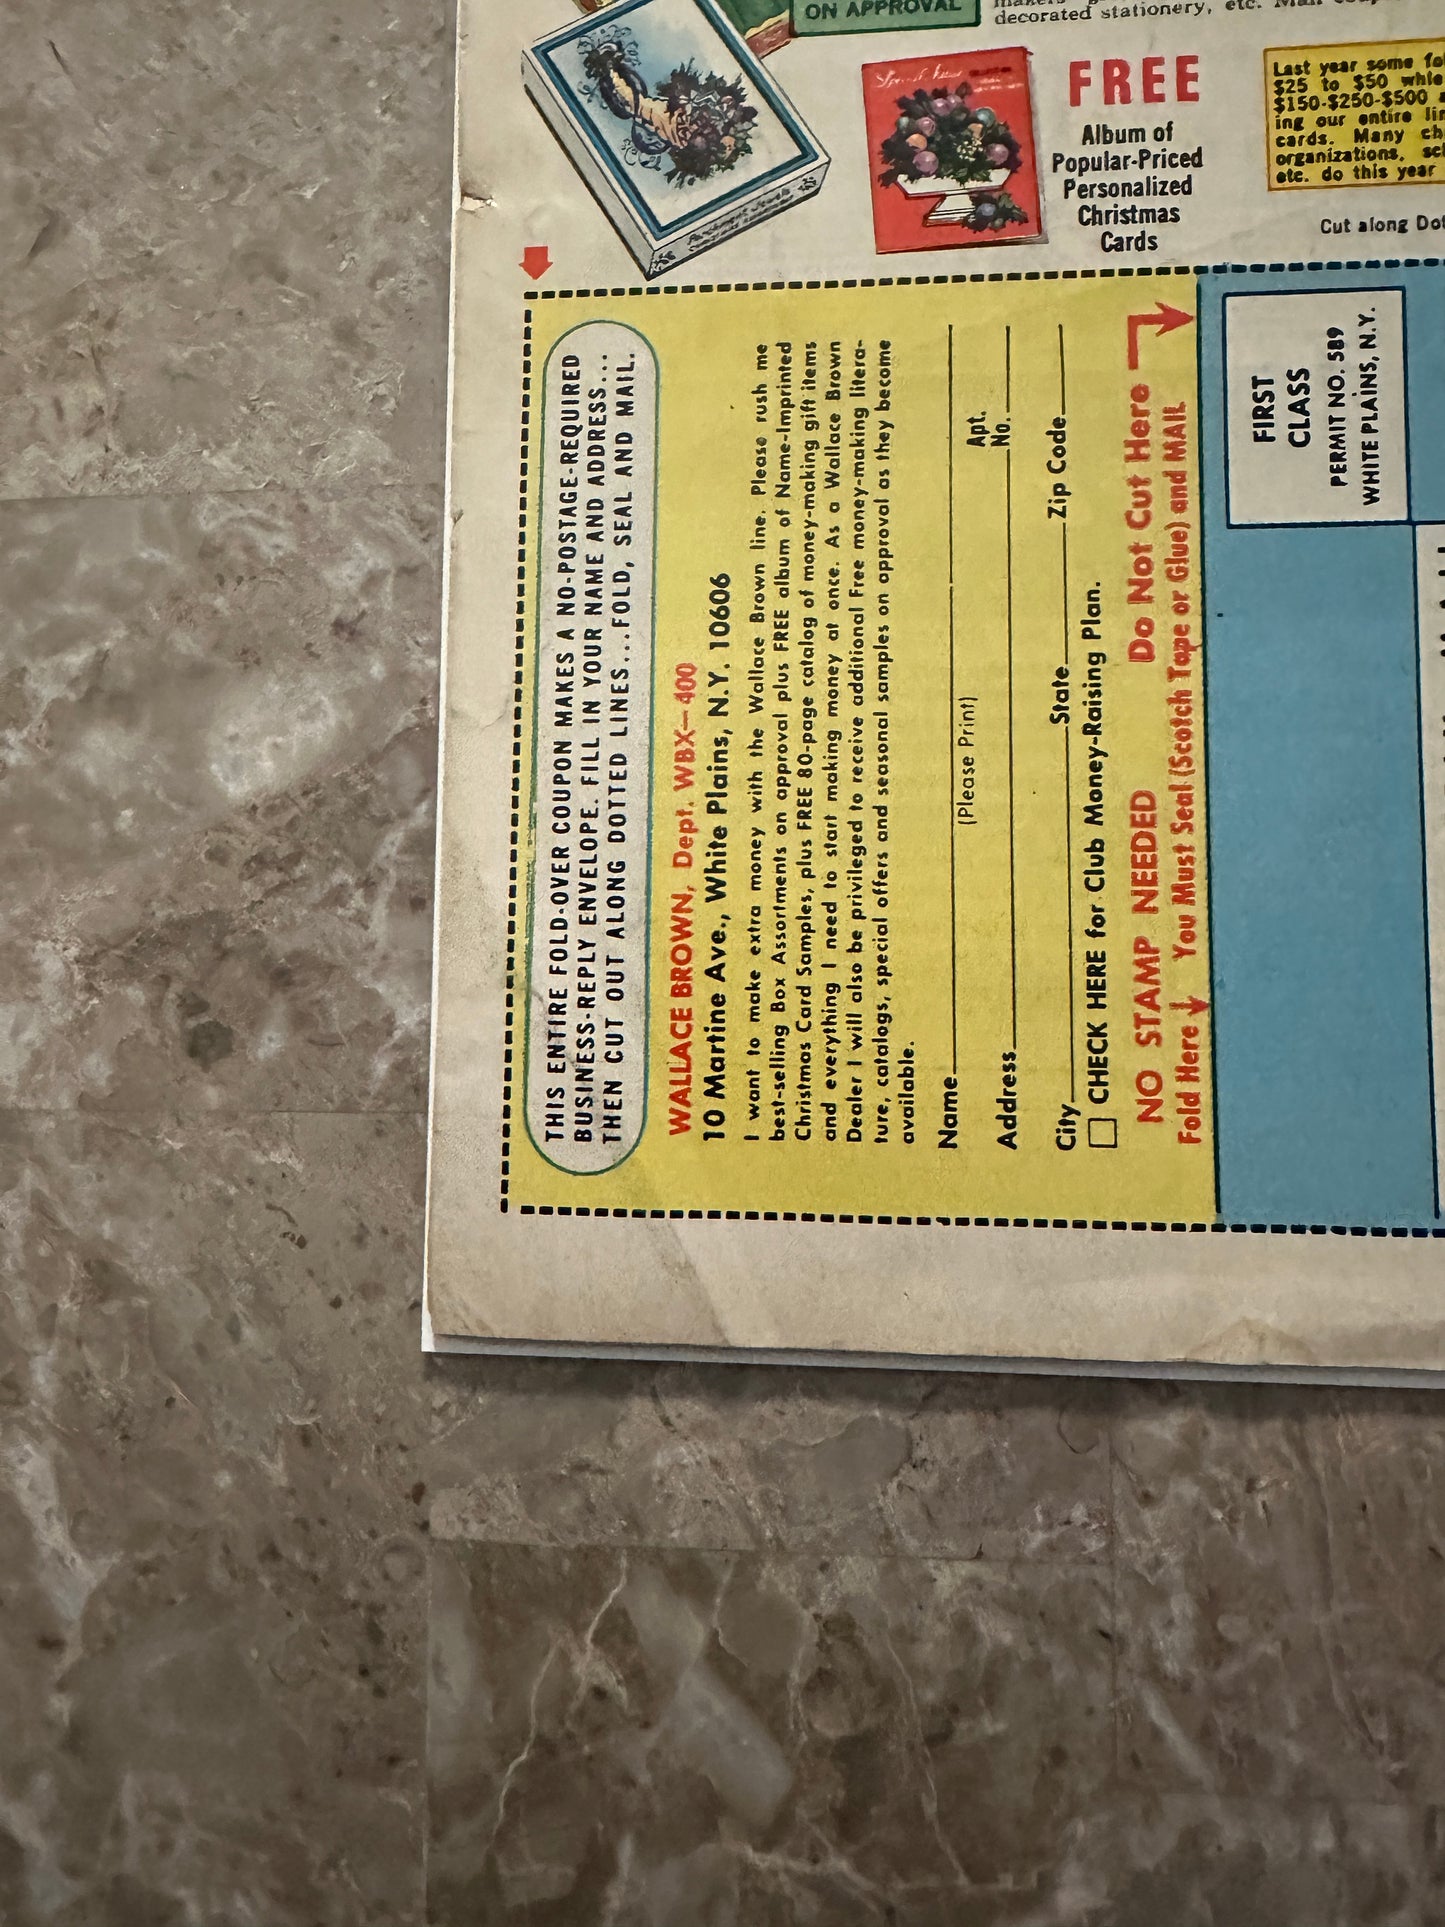 ON APPROVAL
decorated stationery, etc.
FREE
Album of
Popular-Priced
Personalized
Christmas
Cards
Last year some
$25 to $50 while
$150-$250-$500
ing our entire
cards. Many
organizations,
etc. do this year
Cut along
THIS ENTIRE FOLD-OVER COUPON MAKES A NO-POSTAGE-REQUIRED
BUSINESS-REPLY ENVELOPE. FILL IN YOUR NAME AND ADDRESS...
THEN CUT OUT ALONG DOTTED LINES...FOLD, SEAL AND MAIL.
WALLACE BROWN, Dept. WBX-400
10 Martine Ave., White Plains, N.Y. 10606
I want to make extra money with the Wallace Brown line. Please rush me
best-selling Box Assortments on approval plus FREE album of Name-Imprinted
Christmas Card Samples, plus FREE 80-page catalog of money-making gift items
and everything I need to start making money at once. As a Wallace Brown
Dealer I will also be privileged to receive additional Free money-making litera-
ture, catalogs, special offers and seasonal samples on approval as they become
available.
Name
(Please Print)
Address Apt. No.
City State Zip Code
CHECK HERE for Club Money-Raising Plan.
NO STAMP NEEDED Do Not Cut Here
Fold Here You Must Seal (Scotch Tape or Glue) and MAIL
FIRST
CLASS
PERMIT NO. 589
WHITE PLAINS, N.Y.